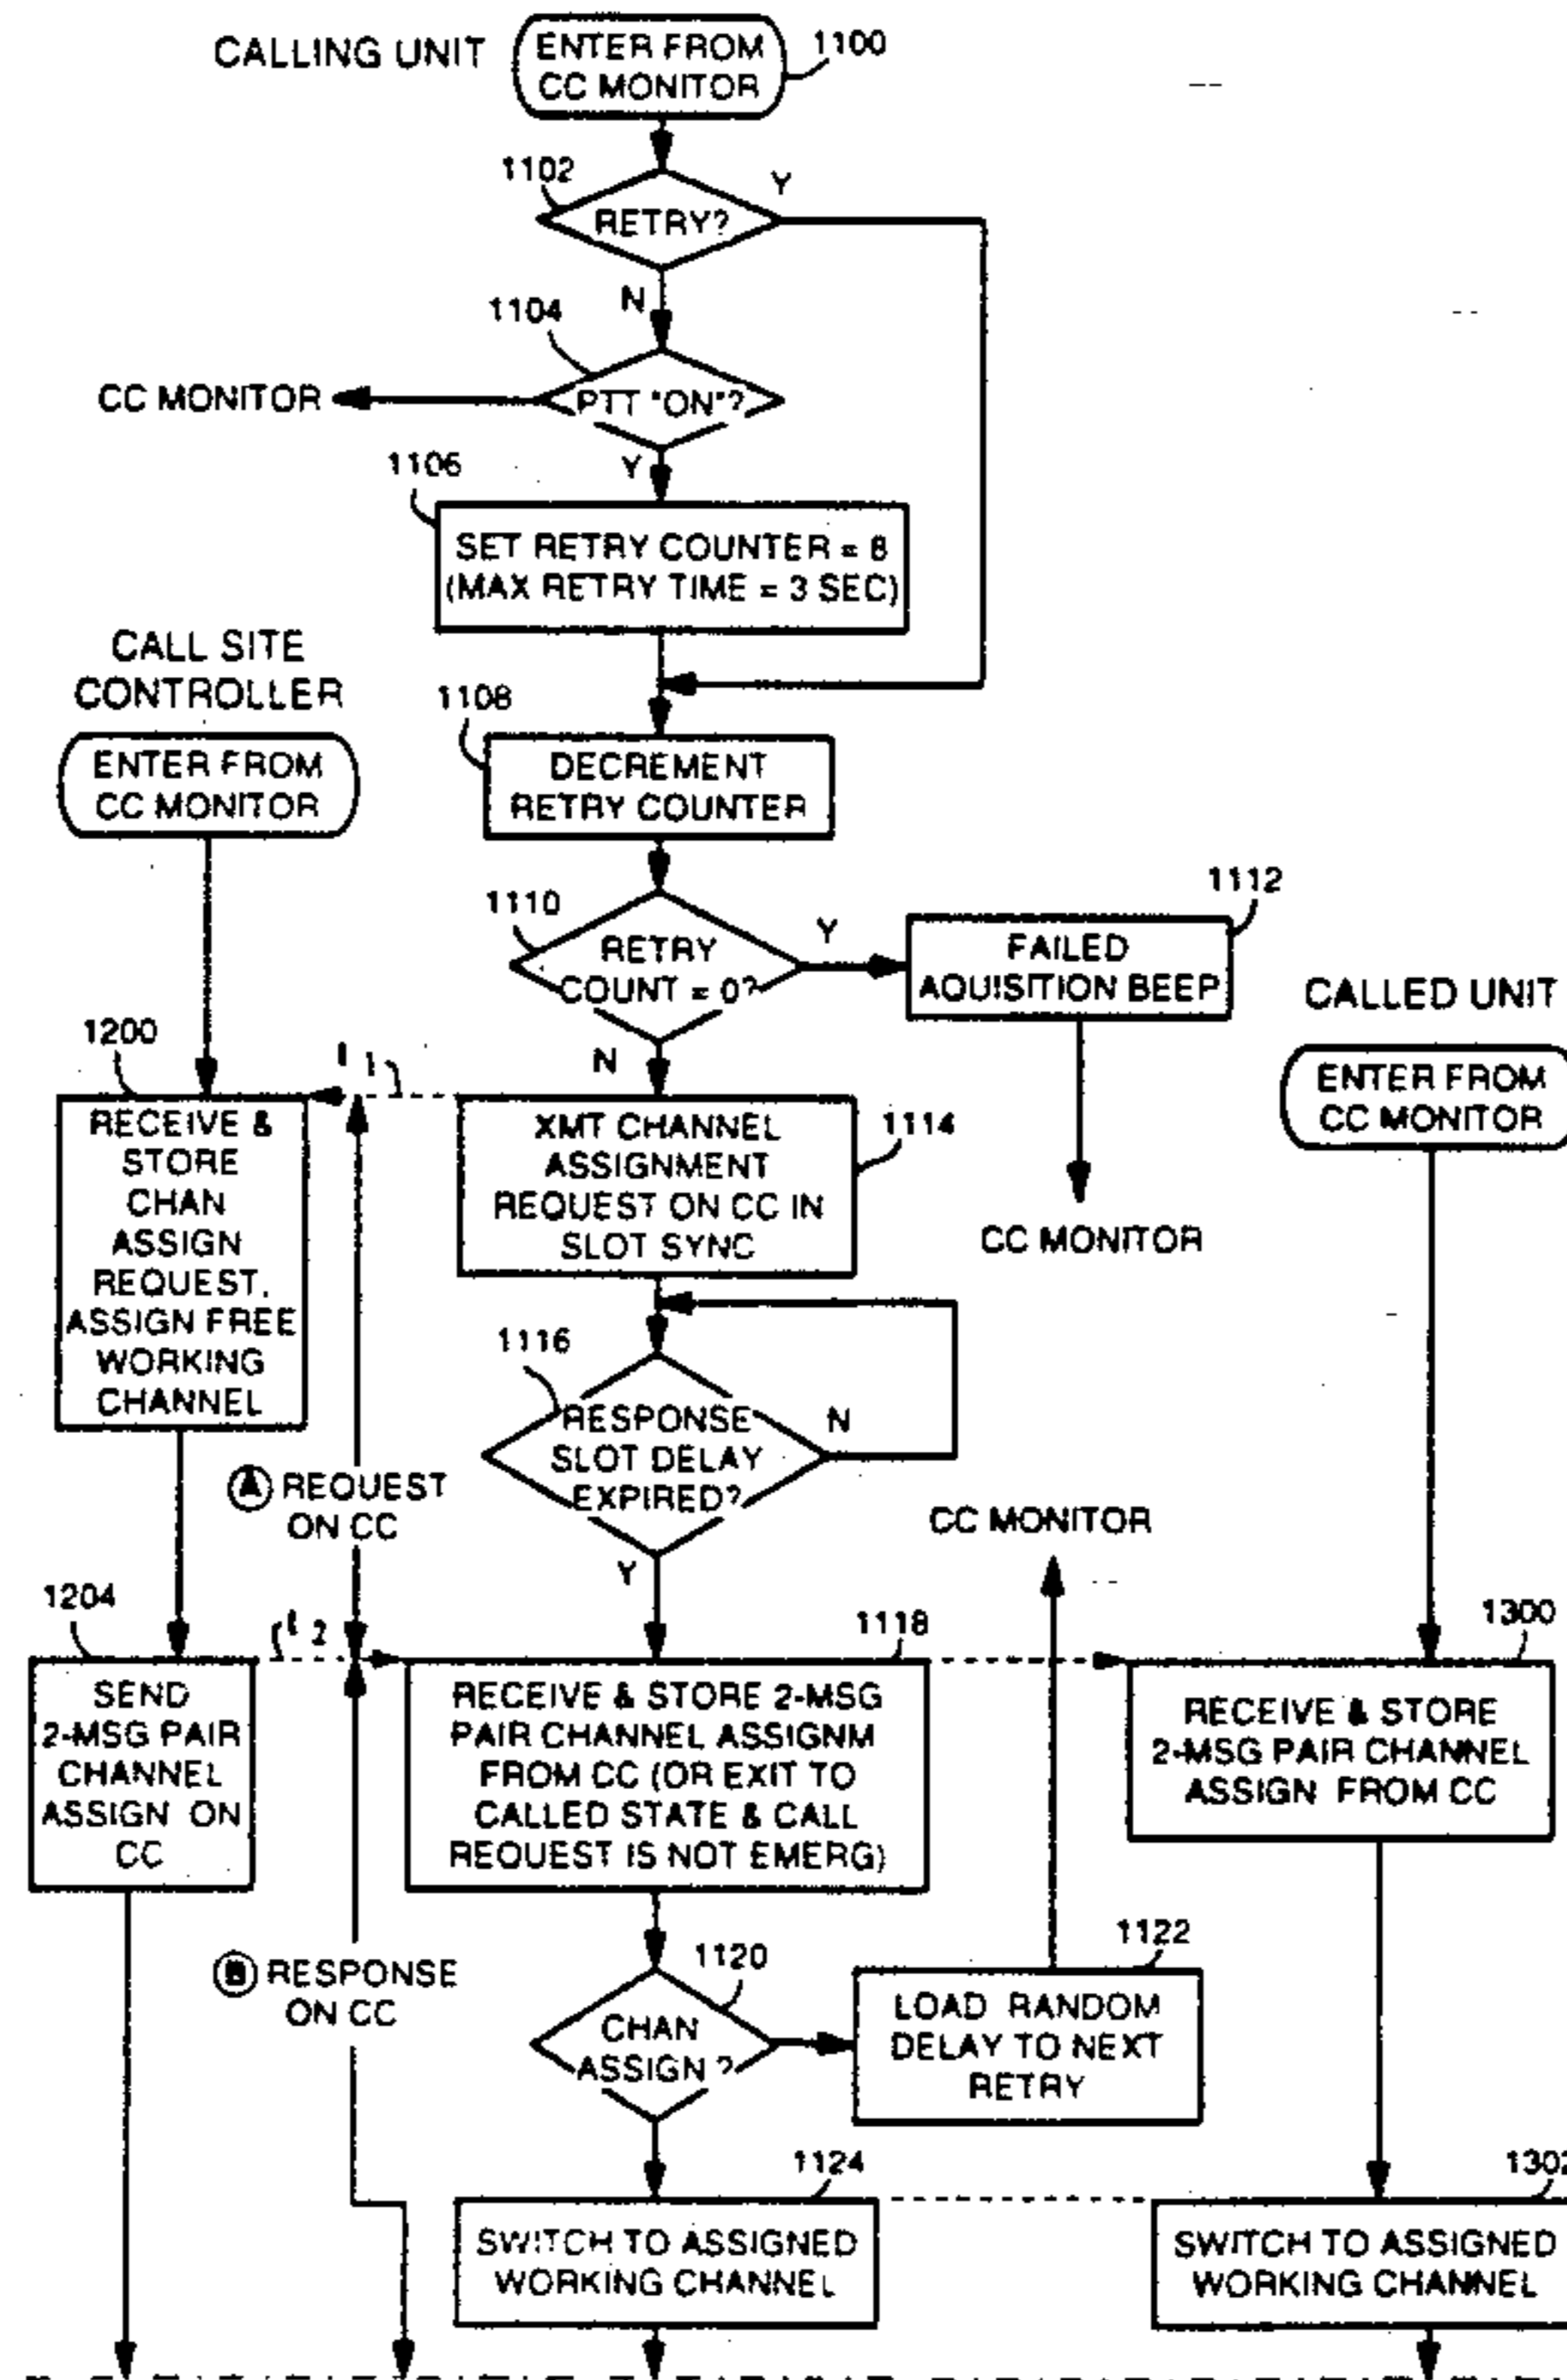 CALLING UNIT
ENTER FROM
CC MONITOR
1100
1102
RETRY?
Y
N
1104
PTT "ON"?
CC MONITOR
Y
1106
SET RETRY COUNTER = 8
(MAX RETRY TIME = 3 SEC)
CALL SITE
CONTROLLER
ENTER FROM
CC MONITOR
1108
DECREMENT
RETRY COUNTER
1110
RETRY
COUNT = 0?
Y
N
1112
FAILED
AQUISITION BEEP
CC MONITOR
CALLED UNIT
ENTER FROM
CC MONITOR
1200
RECEIVE &
STORE
CHAN
ASSIGN
REQUEST,
ASSIGN FREE
WORKING
CHANNEL
t 1
XMT CHANNEL
ASSIGNMENT
REQUEST ON CC IN
SLOT SYNC
1114
1116
RESPONSE
SLOT DELAY
EXPIRED?
N
Y
A REQUEST
ON CC
CC MONITOR
1204
SEND
2-MSG PAIR
CHANNEL
ASSIGN ON
CC
t 2
1118
RECEIVE & STORE 2-MSG
PAIR CHANNEL ASSIGNM
FROM CC (OR EXIT TO
CALLED STATE & CALL
REQUEST IS NOT EMERG)
1300
RECEIVE & STORE
2-MSG PAIR CHANNEL
ASSIGN FROM CC
B RESPONSE
ON CC
1120
CHAN
ASSIGN ?
1122
LOAD RANDOM
DELAY TO NEXT
RETRY
1124
SWITCH TO ASSIGNED
WORKING CHANNEL
1302
SWITCH TO ASSIGNED
WORKING CHANNEL